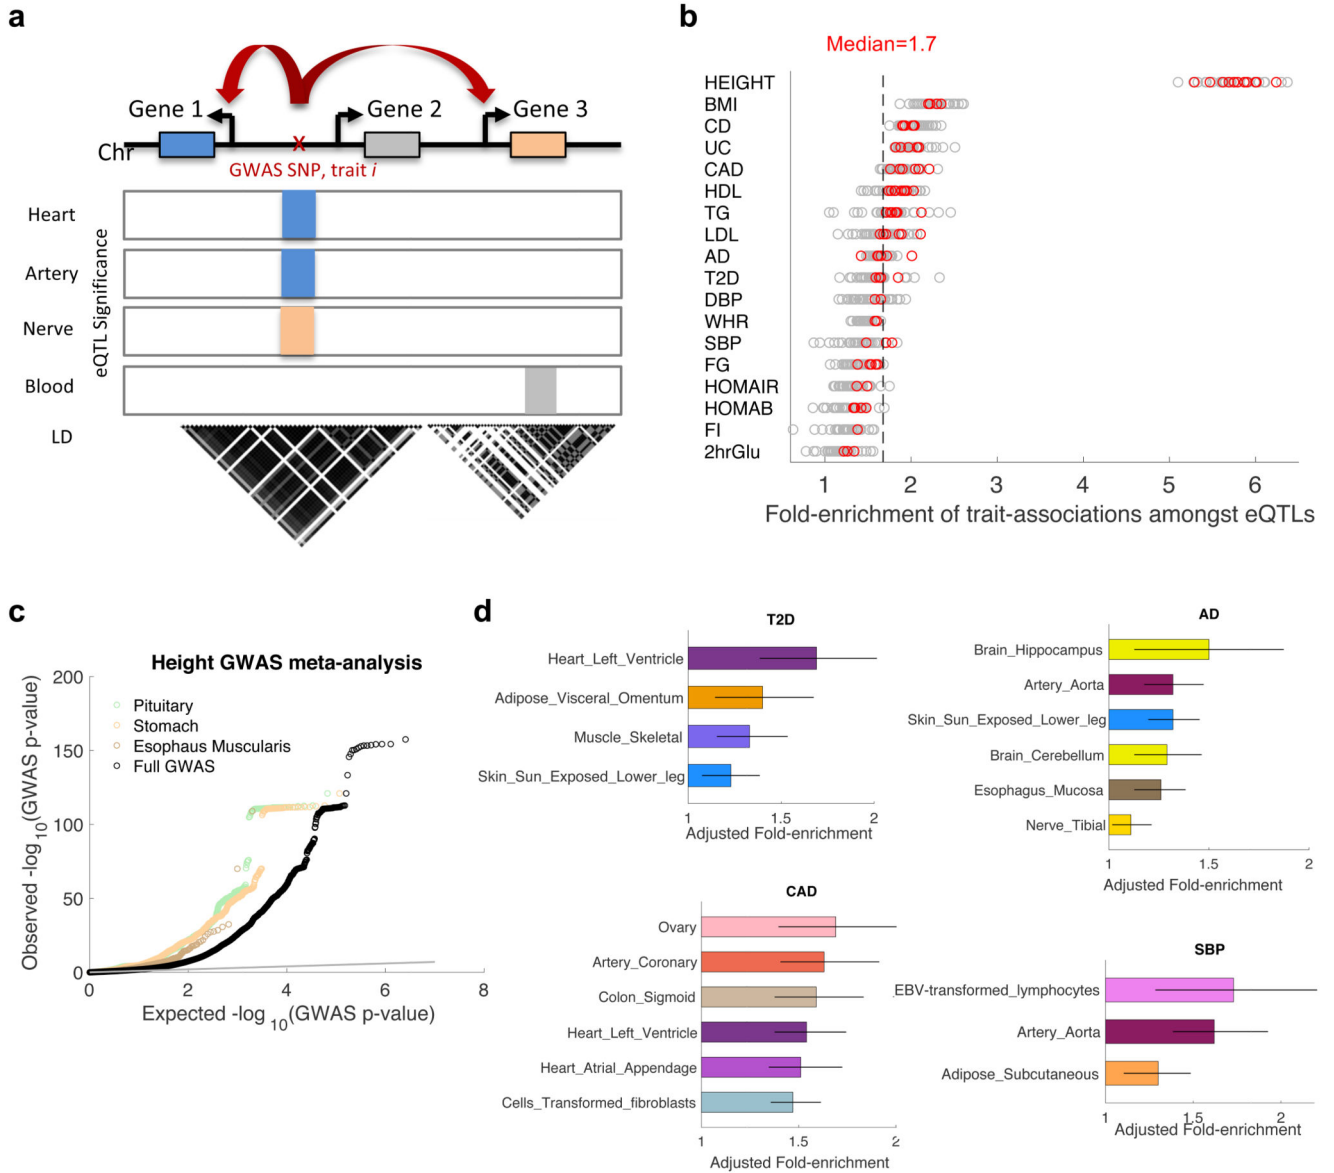 a
Gene 1
Gene 2
Gene 3
Chr
X
GWAS SNP, trait i
Heart
Artery
Nerve
Blood
eQTL Significance
LD
b
Median=1.7
HEIGHT
BMI
CD
UC
CAD
HDL
TG
LDL
AD
T2D
DBP
WHR
SBP
FG
HOMAIR
HOMAB
FI
2hrGlu
1 2 3 4 5 6
Fold-enrichment of trait-associations amongst eQTLs
c
Height GWAS meta-analysis
Observed -log10(GWAS p-value)
200
150
100
50
0
Pituitary
Stomach
Esophaus Muscularis
Full GWAS
0 2 4 6 8
Expected -log10(GWAS p-value)
d
T2D
Heart_Left_Ventricle
Adipose_Visceral_Omentum
Muscle_Skeletal
Skin_Sun_Exposed_Lower_leg
1 1.5 2
Adjusted Fold-enrichment
AD
Brain_Hippocampus
Artery_Aorta
Skin_Sun_Exposed_Lower_leg
Brain_Cerebellum
Esophagus_Mucosa
Nerve_Tibial
1 1.5 2
Adjusted Fold-enrichment
CAD
Ovary
Artery_Coronary
Colon_Sigmoid
Heart_Left_Ventricle
Heart_Atrial_Appendage
Cells_Transformed_fibroblasts
1 1.5 2
Adjusted Fold-enrichment
SBP
EBV-transformed_lymphocytes
Artery_Aorta
Adipose_Subcutaneous
1 1.5 2
Adjusted Fold-enrichment